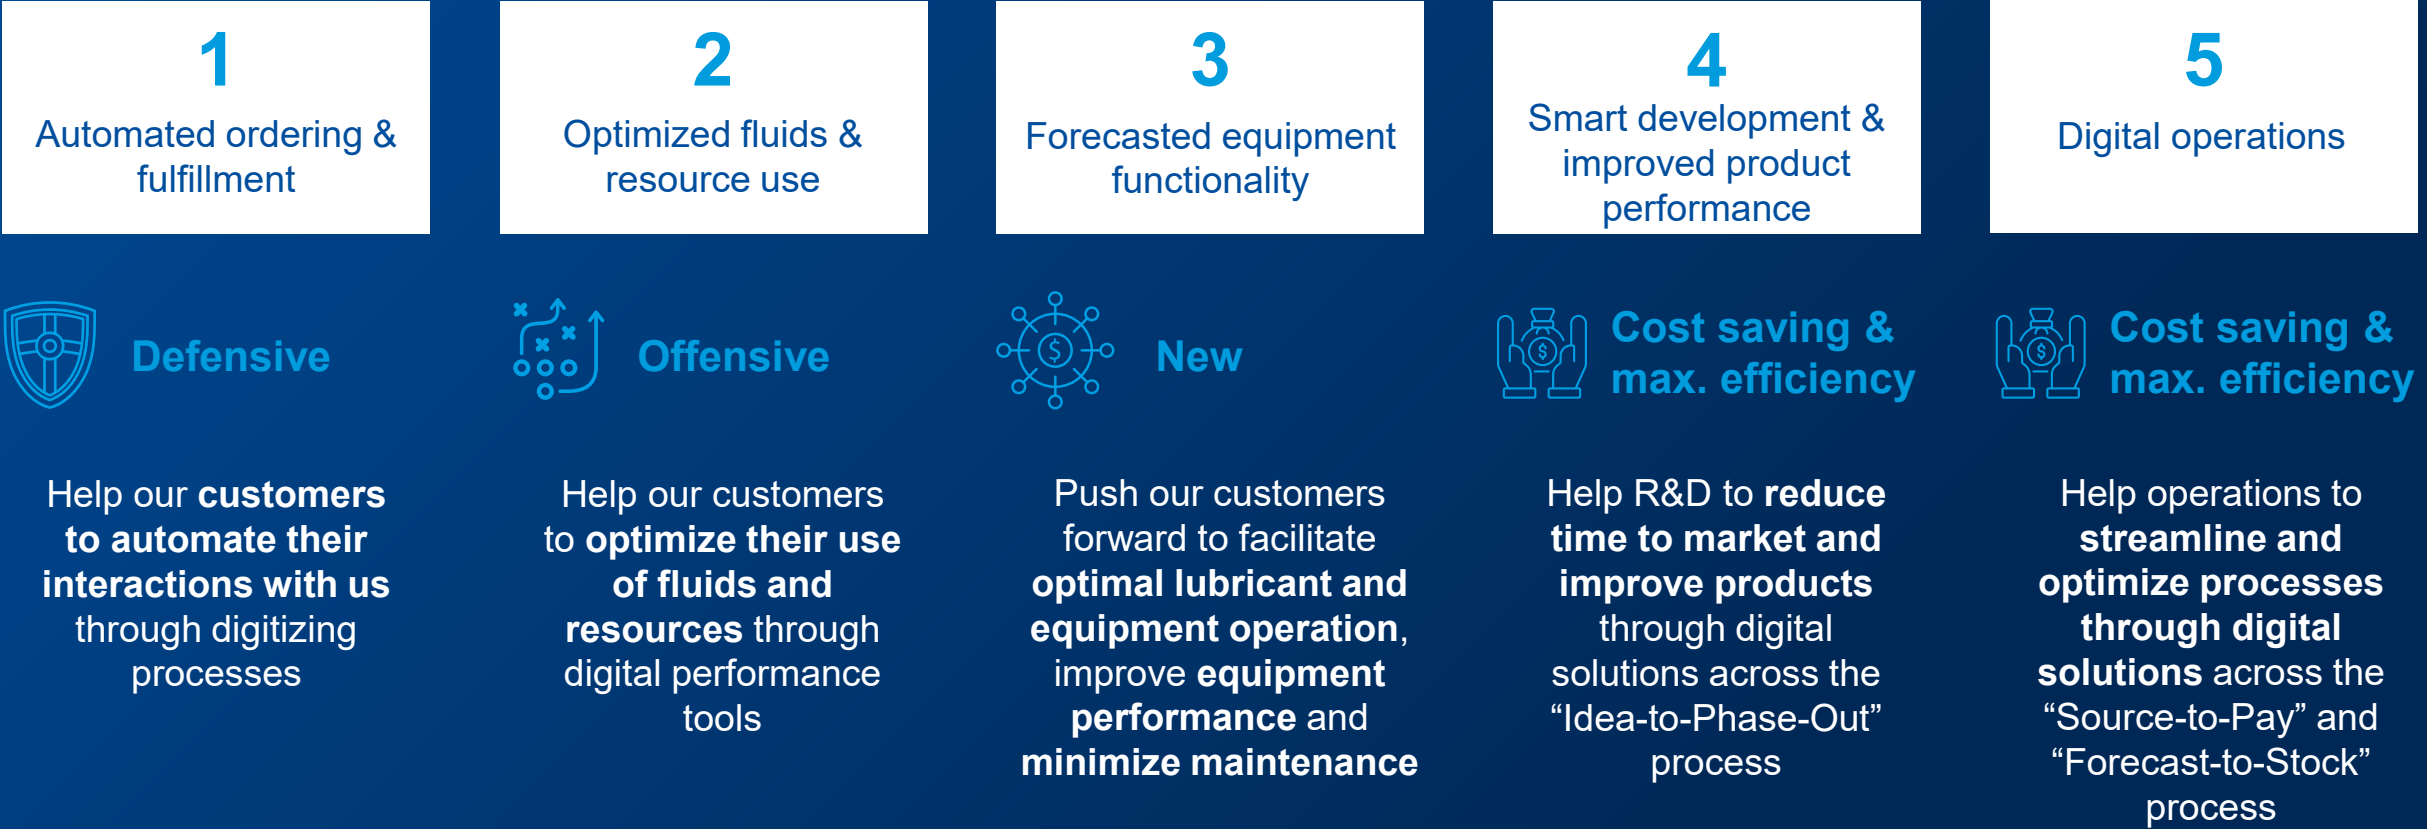 1
Automated ordering &
fulfillment
Defensive
Help our customers
to automate their
interactions with us
through digitizing
processes
2
Optimized fluids &
resource use
Offensive
Help our customers
to optimize their use
of fluids and
resources through
digital performance
tools
3
Forecasted equipment
functionality
$
New
Push our customers
forward to facilitate
optimal lubricant and
equipment operation,
improve equipment
performance and
minimize maintenance
4
Smart development &
improved product
performance
$
Cost saving &
max. efficiency
Help R&D to reduce
time to market and
improve products
through digital
solutions across the
“Idea-to-Phase-Out”
process
5
Digital operations
$
Cost saving &
max. efficiency
Help operations to
streamline and
optimize processes
through digital
solutions across the
“Source-to-Pay” and
“Forecast-to-Stock”
process